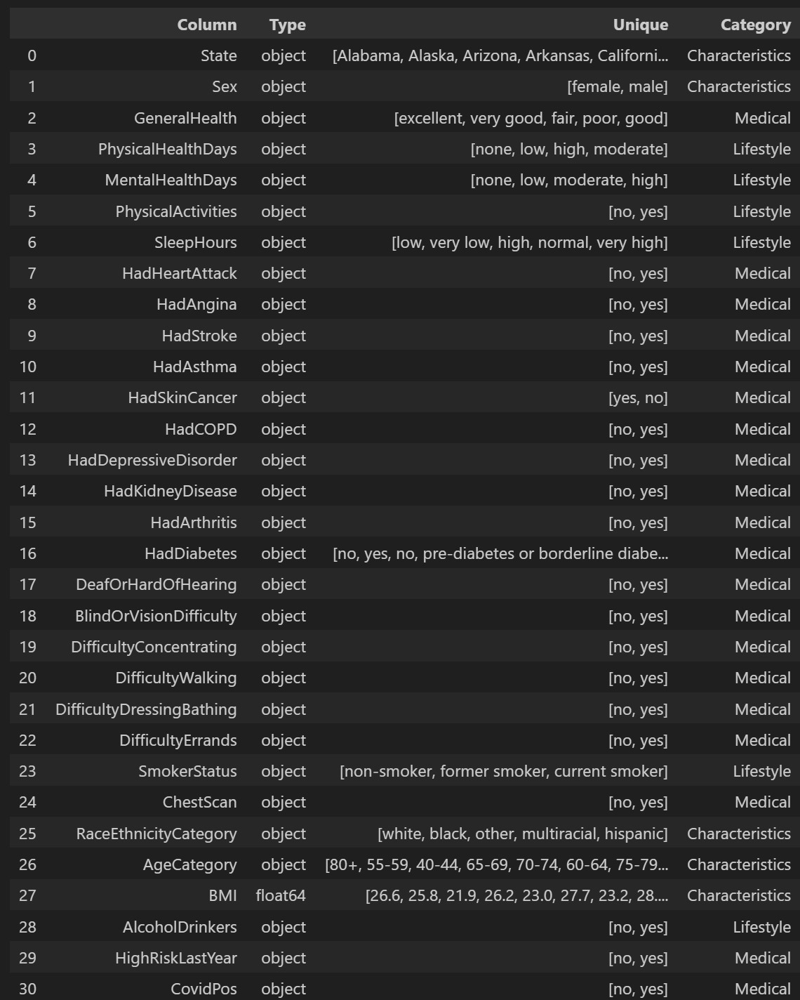 Column Type Unique Category
0 State object [Alabama, Alaska, Arizona, Arkansas, Californi... Characteristics
1 Sex object [female, male] Characteristics
2 GeneralHealth object [excellent, very good, fair, poor, good] Medical
3 PhysicalHealthDays object [none, low, high, moderate] Lifestyle
4 MentalHealthDays object [none, low, moderate, high] Lifestyle
5 PhysicalActivities object [no, yes] Lifestyle
6 SleepHours object [low, very low, high, normal, very high] Lifestyle
7 HadHeartAttack object [no, yes] Medical
8 HadAngina object [no, yes] Medical
9 HadStroke object [no, yes] Medical
10 HadAsthma object [no, yes] Medical
11 HadSkinCancer object [yes, no] Medical
12 HadCOPD object [no, yes] Medical
13 HadDepressiveDisorder object [no, yes] Medical
14 HadKidneyDisease object [no, yes] Medical
15 HadArthritis object [no, yes] Medical
16 HadDiabetes object [no, yes, no, pre-diabetes or borderline diabe... Medical
17 DeafOrHardOfHearing object [no, yes] Medical
18 BlindOrVisionDifficulty object [no, yes] Medical
19 DifficultyConcentrating object [no, yes] Medical
20 DifficultyWalking object [no, yes] Medical
21 DifficultyDressingBathing object [no, yes] Medical
22 DifficultyErrands object [no, yes] Medical
23 SmokerStatus object [non-smoker, former smoker, current smoker] Lifestyle
24 ChestScan object [no, yes] Medical
25 RaceEthnicityCategory object [white, black, other, multiracial, hispanic] Characteristics
26 AgeCategory object [80+, 55-59, 40-44, 65-69, 70-74, 60-64, 75-79... Characteristics
27 BMI float64 [26.6, 25.8, 21.9, 26.2, 23.0, 27.7, 23.2, 28.... Characteristics
28 AlcoholDrinkers object [no, yes] Lifestyle
29 HighRiskLastYear object [no, yes] Medical
30 CovidPos object [no, yes] Medical